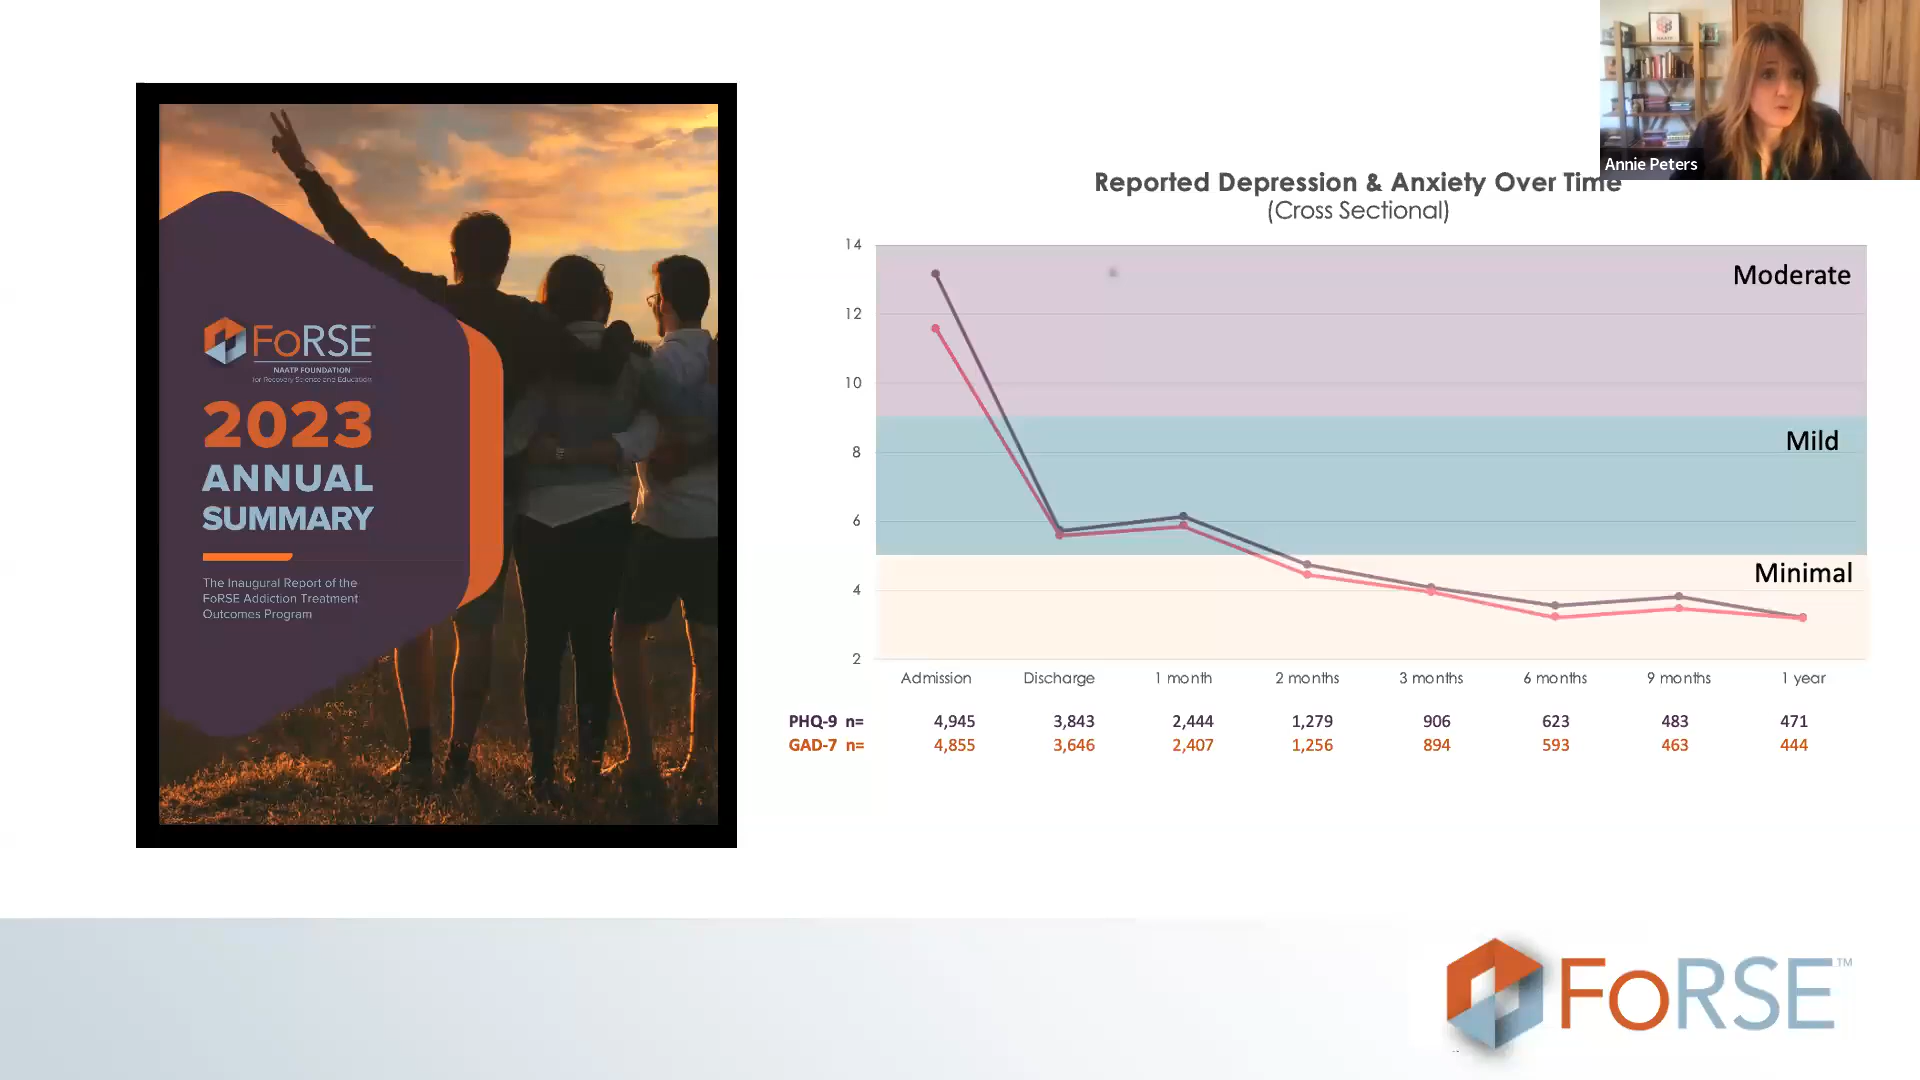 Annie Peters
FoRSE
NAATP FOUNDATION
for Recovery Science and Education
2023
ANNUAL
SUMMARY
The Inaugural Report of the
FoRSE Addiction Treatment
Outcomes Program
Reported Depression & Anxiety Over Time
(Cross Sectional)
14
12
10
8
6
4
2
Moderate
Mild
Minimal
Admission Discharge 1 month 2 months 3 months 6 months 9 months 1 year
PHQ-9 n= 4,945 3,843 2,444 1,279 906 623 483 471
GAD-7 n= 4,855 3,646 2,407 1,256 894 593 463 444
FoRSE™